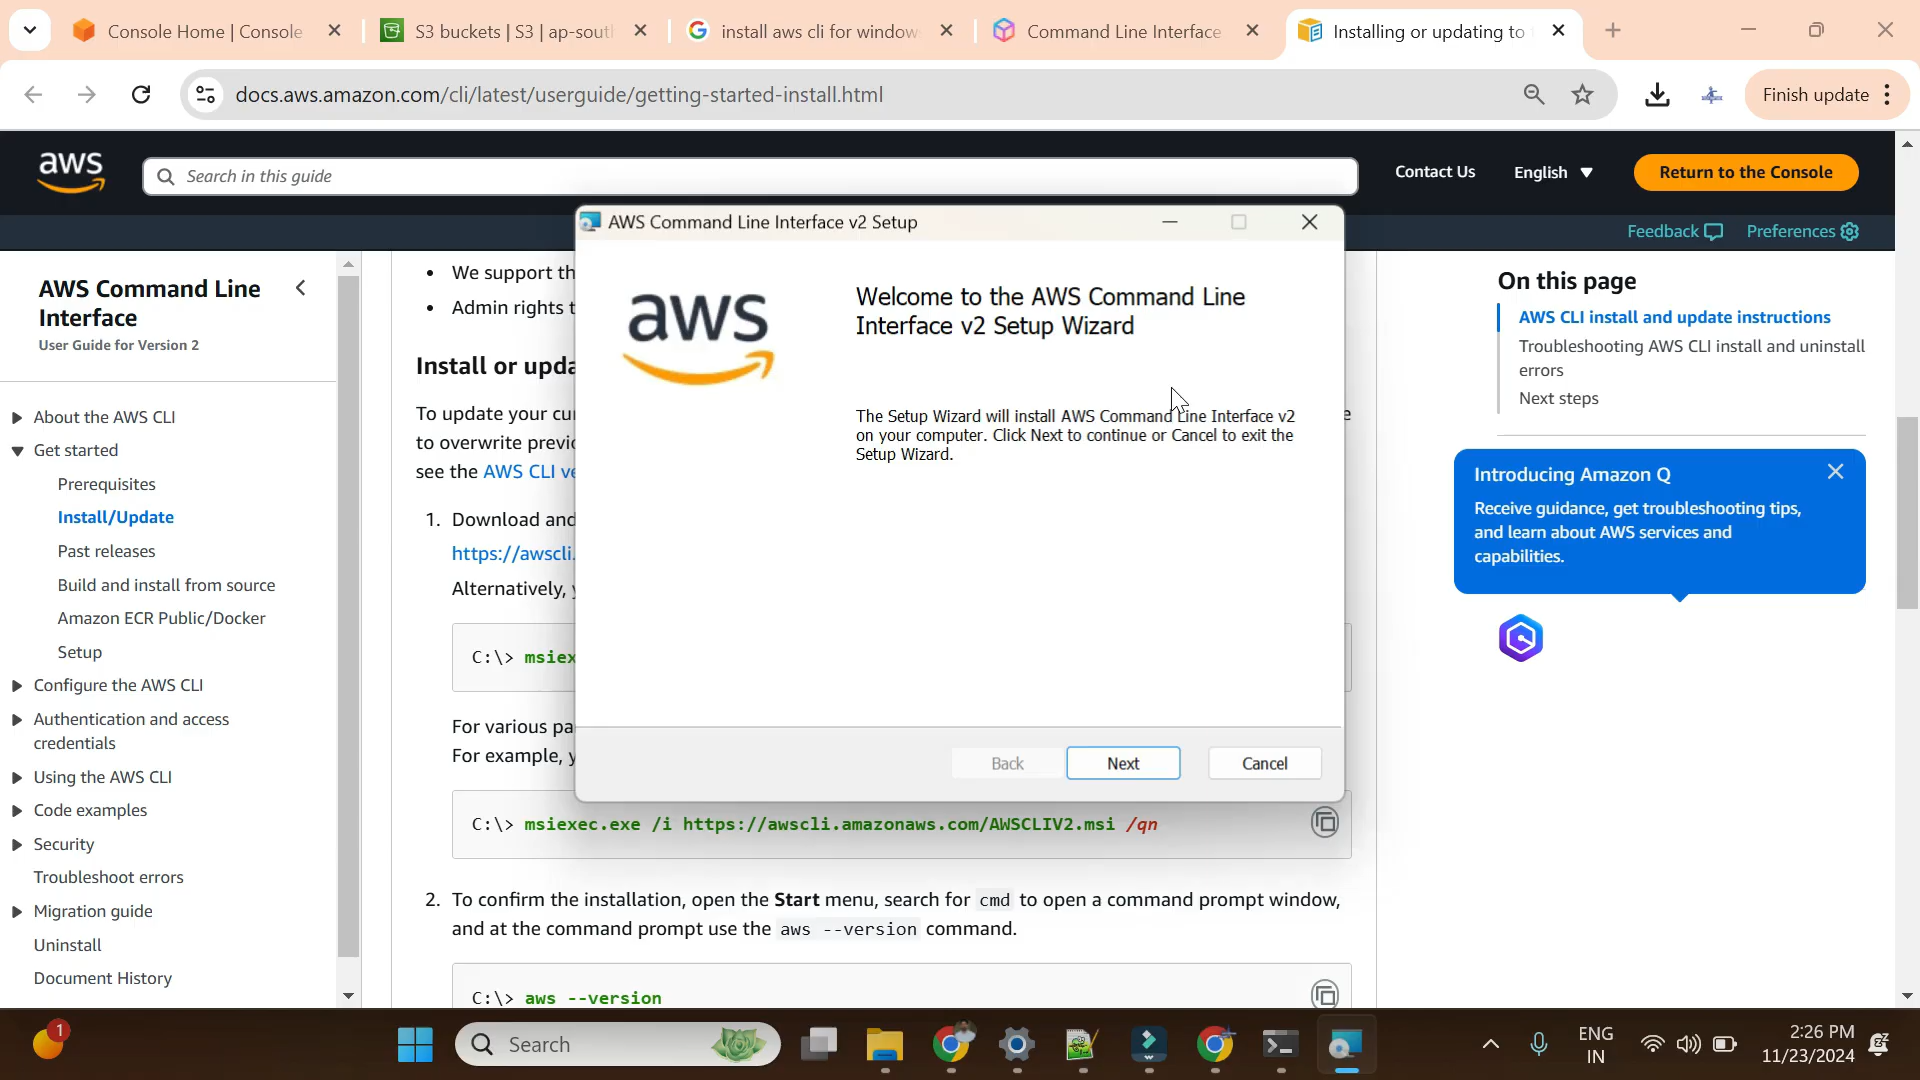 Console Home | Console
S3 buckets | S3 | ap-sout
install aws cli for window
Command Line Interface
Installing or updating to
docs.aws.amazon.com/cli/latest/userguide/getting-started-install.html
Finish update
aws
Search in this guide
Contact Us
English
Return to the Console
Feedback
Preferences
AWS Command Line
Interface
User Guide for Version 2
About the AWS CLI
Get started
Prerequisites
Install/Update
Past releases
Build and install from source
Amazon ECR Public/Docker
Setup
Configure the AWS CLI
Authentication and access
credentials
Using the AWS CLI
Code examples
Security
Troubleshoot errors
Migration guide
Uninstall
Document History
We support th
Admin rights t
Install or upda
To update your cu
e
to overwrite previo
see the AWS CLI ve
1. Download and
https://awscli.
Alternatively, y
C:\> msiex
For various pa
For example, y
C:\> msiexec.exe /i https://awscli.amazonaws.com/AWSCLIV2.msi /qn
2. To confirm the installation, open the Start menu, search for cmd to open a command prompt window,
and at the command prompt use the aws --version command.
C:\> aws --version
AWS Command Line Interface v2 Setup
aws
Welcome to the AWS Command Line
Interface v2 Setup Wizard
The Setup Wizard will install AWS Command Line Interface v2
on your computer. Click Next to continue or Cancel to exit the
Setup Wizard.
Back
Next
Cancel
On this page
AWS CLI install and update instructions
Troubleshooting AWS CLI install and uninstall
errors
Next steps
Introducing Amazon Q
Receive guidance, get troubleshooting tips,
and learn about AWS services and
capabilities.
1
Search
ENG
IN
2:26 PM
11/23/2024